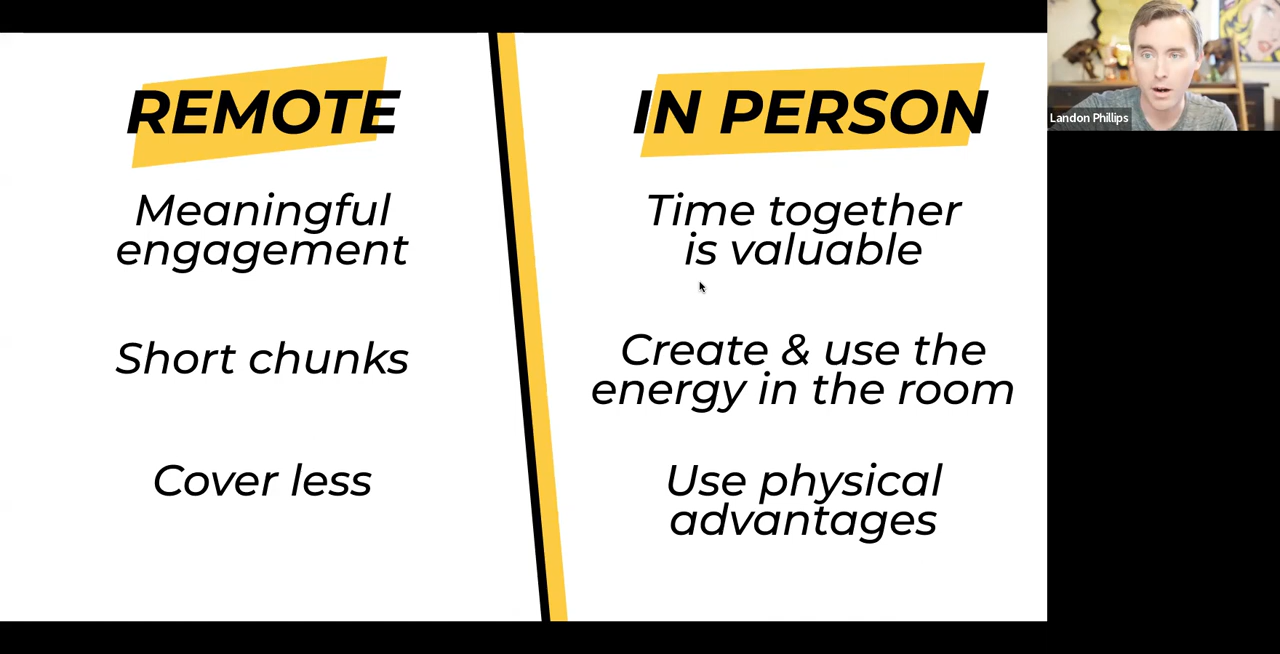 REMOTE
Meaningful
engagement
Short chunks
Cover less
IN PERSON
Time together
is valuable
Create & use the
energy in the room
Use physical
advantages
Landon Phillips